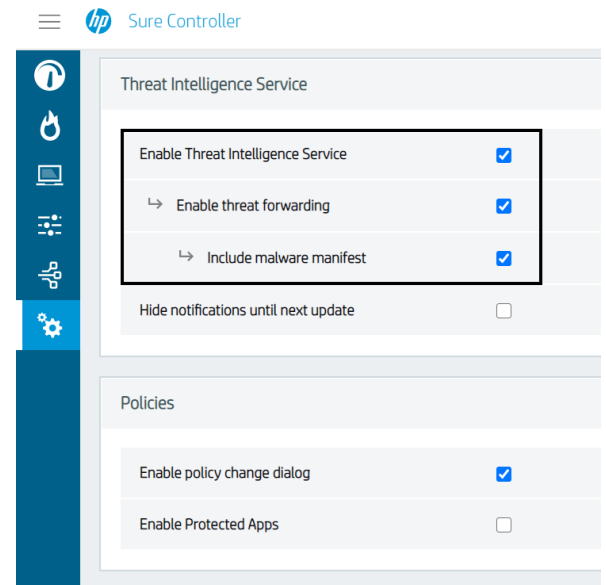 hp Sure Controller
Threat Intelligence Service
Enable Threat Intelligence Service
Enable threat forwarding
Include malware manifest
Hide notifications until next update
Policies
Enable policy change dialog
Enable Protected Apps